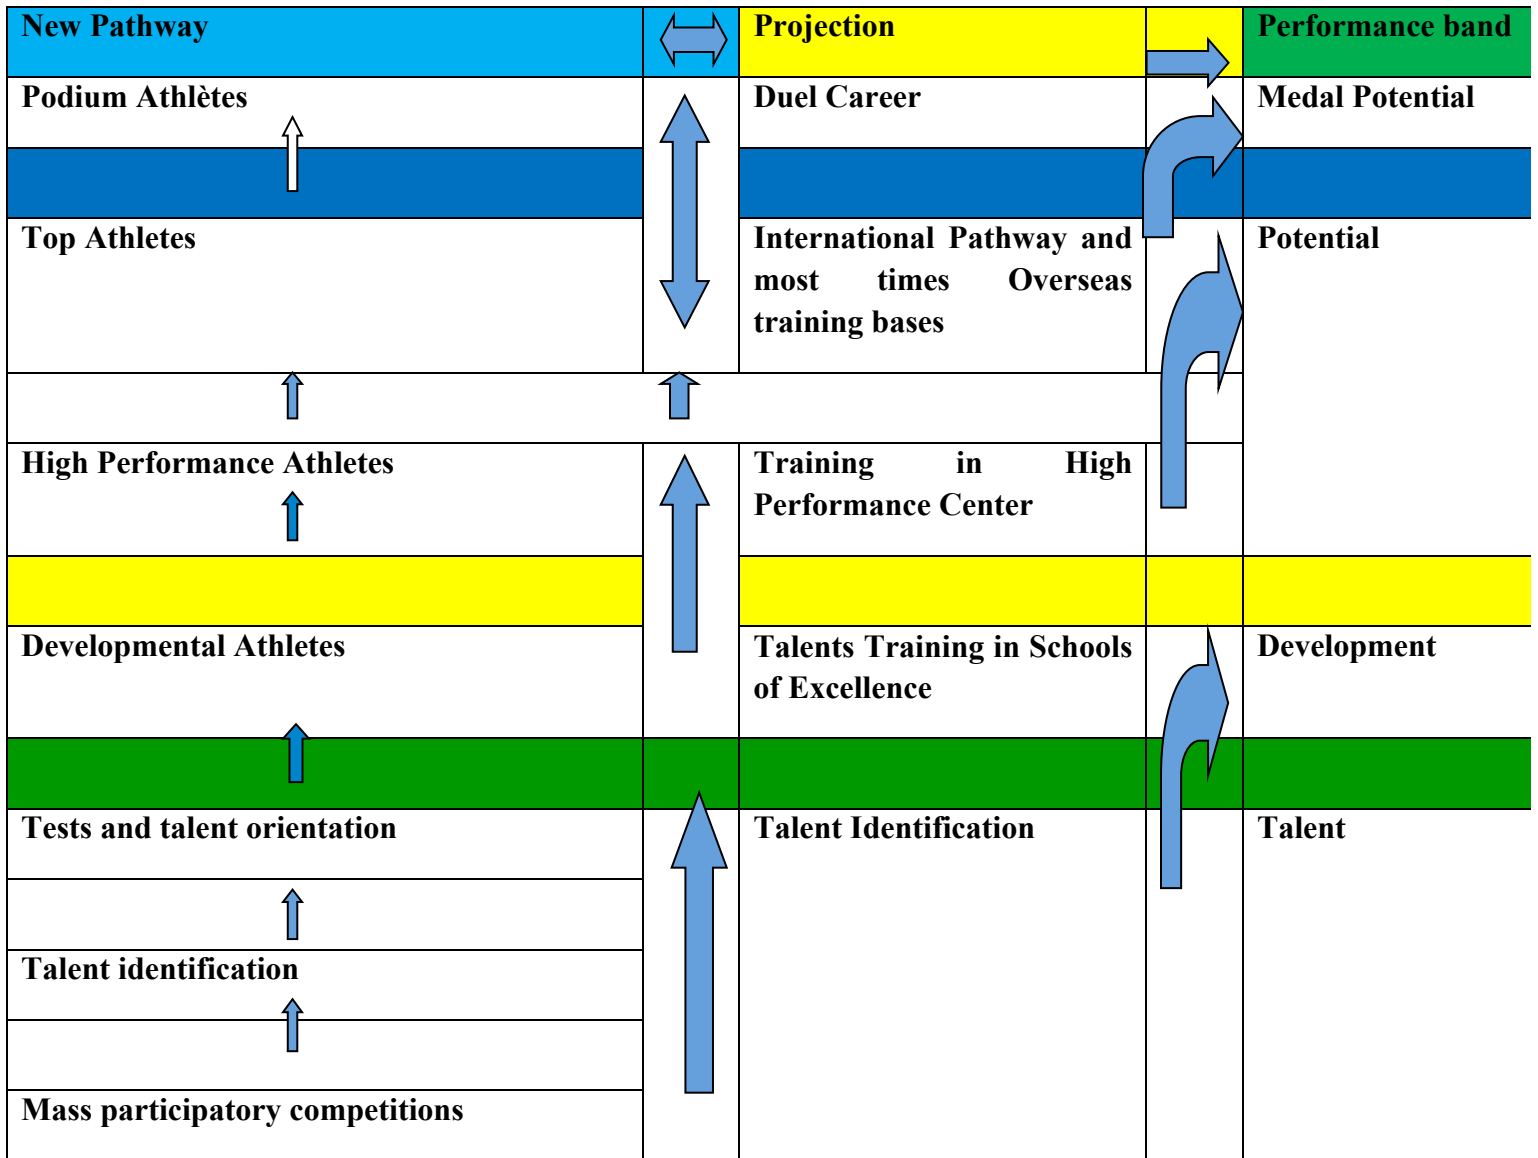 New Pathway
Projection
Performance band
Podium Athlètes
Duel Career
Medal Potential
Top Athletes
International Pathway and
most times Overseas
training bases
Potential
High Performance Athletes
Training in High
Performance Center
Developmental Athletes
Talents Training in Schools
of Excellence
Development
Tests and talent orientation
Talent Identification
Talent
Talent identification
Mass participatory competitions